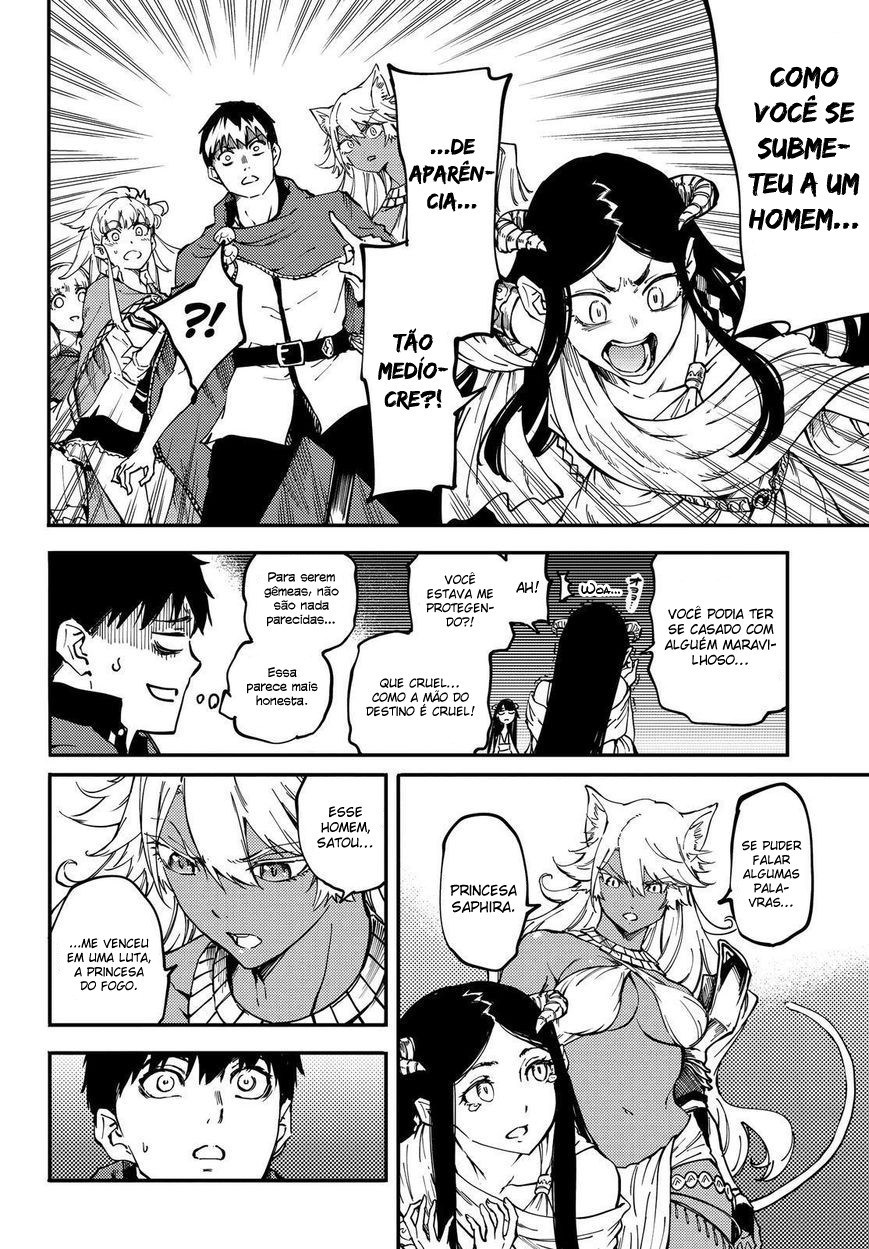 COMO
VOCÊ SE
SUBME-
TEU A UM
HOMEM...
...DE
APARÊN-
CIA...
TÃO
MEDÍO-
CRE?!
?!
VOCÊ PODIA TER
SE CASADO COM
ALGUÉM MARAVI-
LHOSO...
WOA...
AH!
VOCÊ
ESTAVA ME
PROTEGEN-
DO?!
QUE CRUEL...
COMO A MÃO DO
DESTINO É CRUEL!
Para serem
gêmeas, não
são nada
parecidas...
Essa
parece mais
honesta.
SE PUDER
FALAR
ALGUMAS
PALA-
VRAS...
PRINCESA
SAPHIRA.
ESSE
HOMEM,
SATOU...
...ME VENCEU
EM UMA LUTA,
A PRINCESA
DO FOGO.